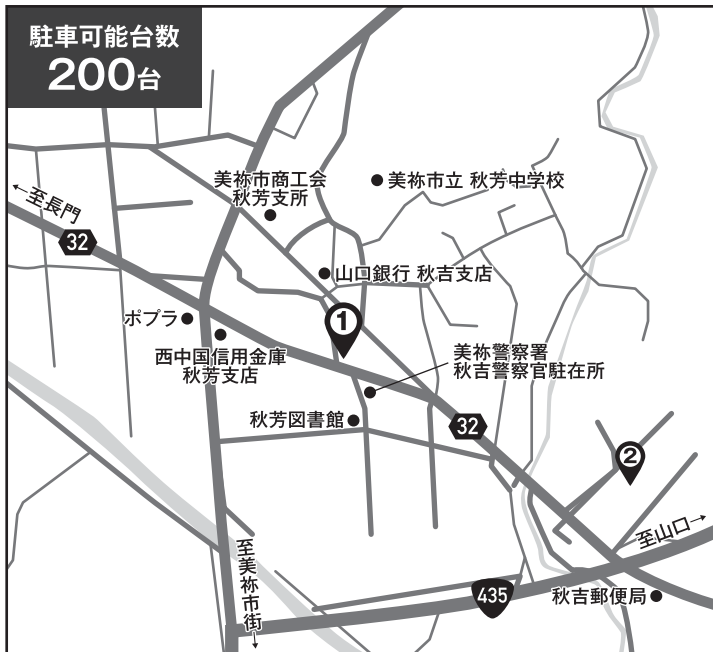 駐車可能台数
200台
美祢市商工会
秋芳支所
美祢市立 秋芳中学校
←至長門
32
山口銀行 秋吉支店
ポプラ
1
西中国信用金庫
秋芳支店
美祢警察署
秋吉警察官駐在所
秋芳図書館
32
2
至山口→
至美祢市街→
435
秋吉郵便局